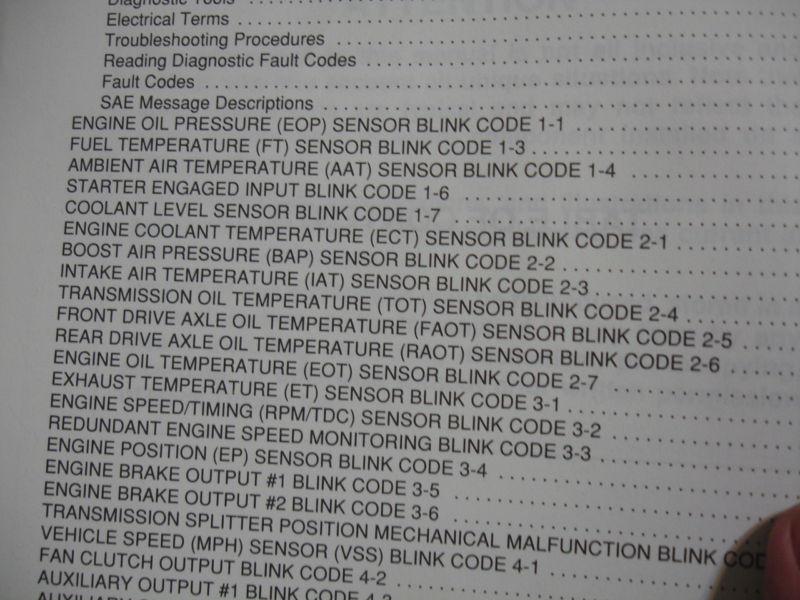 Diagnostic Tools
Electrical Terms
Troubleshooting Procedures
Reading Diagnostic Fault Codes
Fault Codes
SAE Message Descriptions
ENGINE OIL PRESSURE (EOP) SENSOR BLINK CODE 1-1
FUEL TEMPERATURE (FT) SENSOR BLINK CODE 1-3
AMBIENT AIR TEMPERATURE (AAT) SENSOR BLINK CODE 1-4
STARTER ENGAGED INPUT BLINK CODE 1-6
COOLANT LEVEL SENSOR BLINK CODE 1-7
ENGINE COOLANT TEMPERATURE (ECT) SENSOR BLINK CODE 2-1
BOOST AIR PRESSURE (BAP) SENSOR BLINK CODE 2-2
INTAKE AIR TEMPERATURE (IAT) SENSOR BLINK CODE 2-3
TRANSMISSION OIL TEMPERATURE (TOT) SENSOR BLINK CODE 2-4
FRONT DRIVE AXLE OIL TEMPERATURE (FAOT) SENSOR BLINK CODE 2-5
REAR DRIVE AXLE OIL TEMPERATURE (RAOT) SENSOR BLINK CODE 2-6
ENGINE OIL TEMPERATURE (EOT) SENSOR BLINK CODE 2-7
EXHAUST TEMPERATURE (ET) SENSOR BLINK CODE 3-1
ENGINE SPEED/TIMING (RPM/TDC) SENSOR BLINK CODE 3-2
REDUNDANT ENGINE SPEED MONITORING BLINK CODE 3-3
ENGINE POSITION (EP) SENSOR BLINK CODE 3-4
ENGINE BRAKE OUTPUT #1 BLINK CODE 3-5
ENGINE BRAKE OUTPUT #2 BLINK CODE 3-6
TRANSMISSION SPLITTER POSITION MECHANICAL MALFUNCTION BLINK COD
VEHICLE SPEED (MPH) SENSOR (VSS) BLINK CODE 4-1
FAN CLUTCH OUTPUT BLINK CODE 4-2
AUXILIARY OUTPUT #1 BLINK CODE 4-3